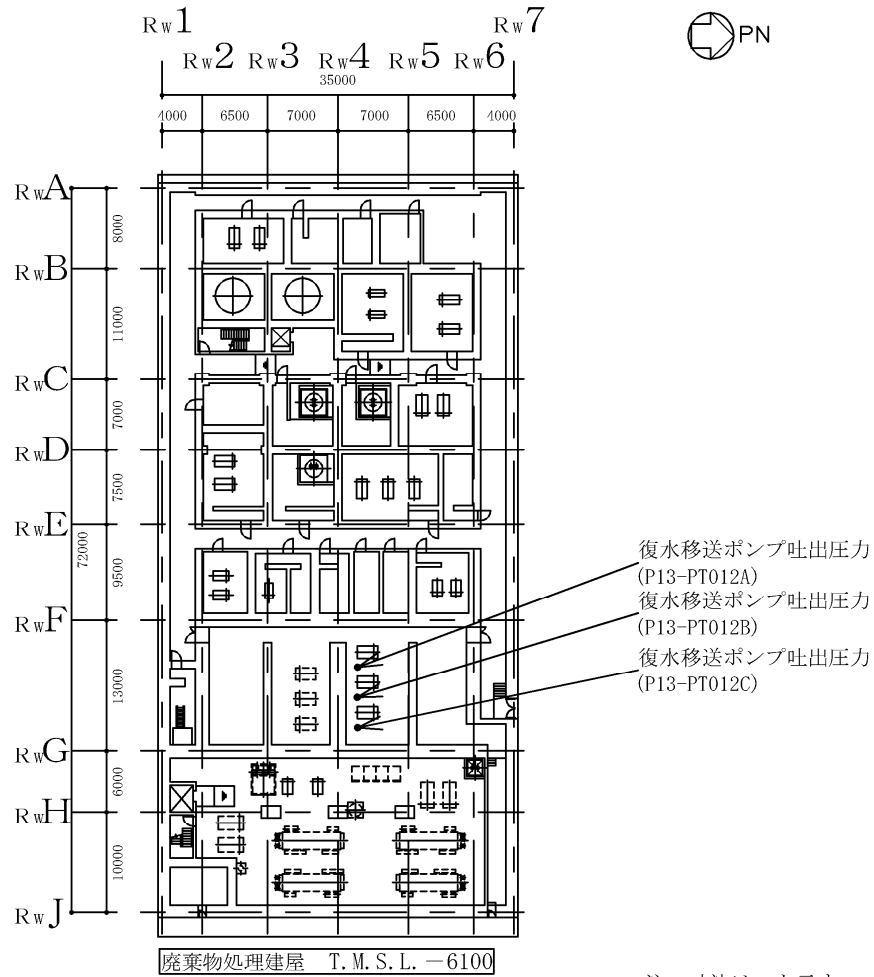 Rw1
Rw7
PN
Rw2 Rw3 Rw4 Rw5 Rw6
35000
4000 6500 7000 7000 6500 4000
RwA
8000
RwB
11000
RwC
7000
RwD
7500
RwE
72000
9500
RwF
13000
RwG
6000
RwH
10000
RwJ
復水移送ポンプ吐出圧力
(P13-PT012A)
復水移送ポンプ吐出圧力
(P13-PT012B)
復水移送ポンプ吐出圧力
(P13-PT012C)
廃棄物処理建屋 T.M.S.L.－6100